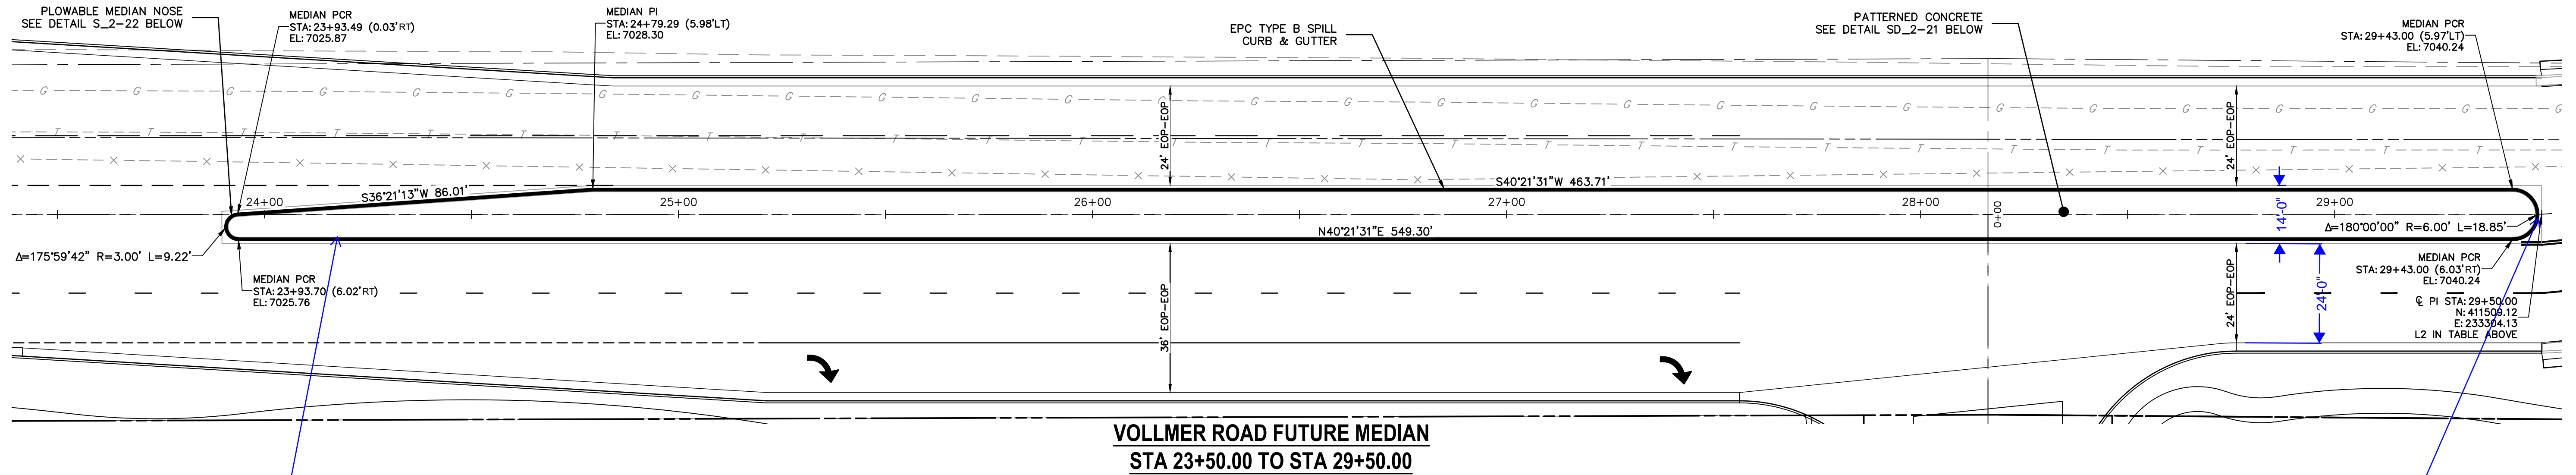 PLOWABLE MEDIAN NOSE
SEE DETAIL S_2-22 BELOW
MEDIAN PCR
STA: 23+93.49 (0.03'RT)
EL: 7025.87
MEDIAN PI
STA: 24+79.29 (5.98'LT)
EL: 7028.30
EPC TYPE B SPILL
CURB & GUTTER
PATTERNED CONCRETE
SEE DETAIL SD_2-21 BELOW
MEDIAN PCR
STA: 29+43.00 (5.97'LT)
EL: 7040.24
G G G G G G G G G G G G G G G G G G G G G G G G G G G
24' EOP-EOP
24' EOP-EOP
T T T T T T T T T T T T T T T T T T T T T T T T T T T
S36°21'13"W 86.01'
S40°21'31"W 463.71'
24+00
25+00
26+00
27+00
28+00
0+00
29+00
14'-0"
N40°21'31"E 549.30'
Δ=180°00'00" R=6.00' L=18.85'
Δ=175°59'42" R=3.00' L=9.22'
MEDIAN PCR
STA: 23+93.70 (6.02'RT)
EL: 7025.76
36' EOP-EOP
24' EOP-EOP
24'-0"
MEDIAN PCR
STA: 29+43.00 (6.03'RT)
EL: 7040.24
℄ PI STA: 29+50.00
N: 411509.12
E: 233304.13
L2 IN TABLE ABOVE
VOLLMER ROAD FUTURE MEDIAN
STA 23+50.00 TO STA 29+50.00